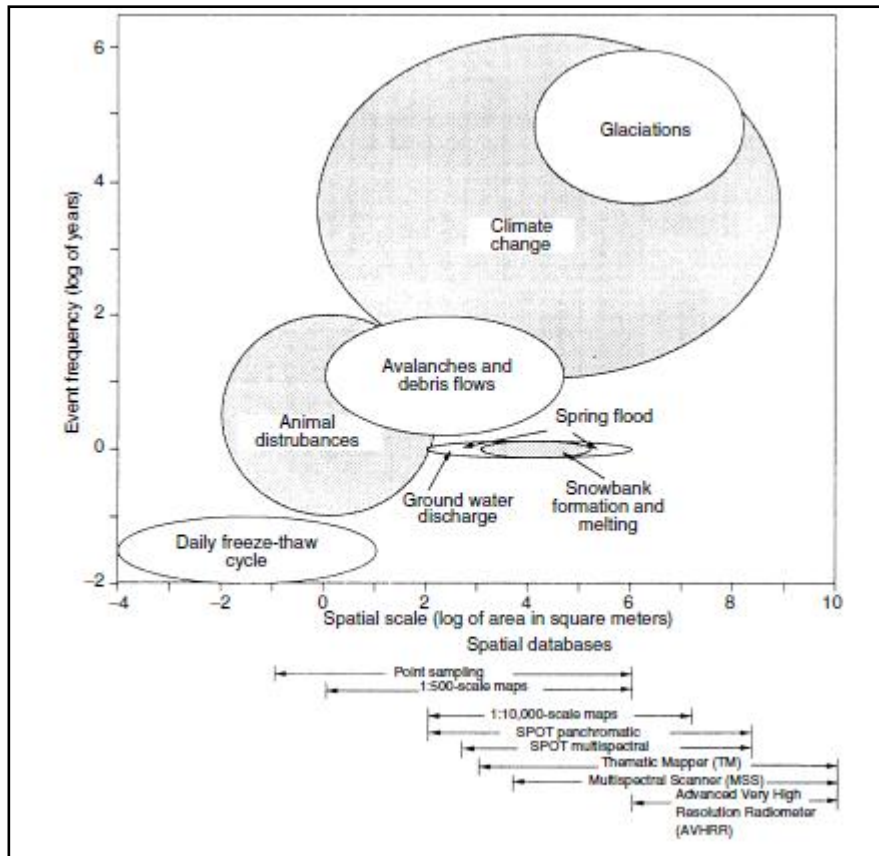 6
Glaciations
4
Climate
change
Event frequency (log of years)
2
Avalanches and
debris flows
Spring flood
Animal
distrubances
0
Ground water
discharge
Snowbank
formation and
melting
Daily freeze-thaw
cycle
−2
−4 −2 0 2 4 6 8 10
Spatial scale (log of area in square meters)
Spatial databases
Point sampling
1:500-scale maps
1:10,000-scale maps
SPOT panchromatic
SPOT multispectral
Thematic Mapper (TM)
Multispectral Scanner (MSS)
Advanced Very High
Resolution Radiometer
(AVHRR)